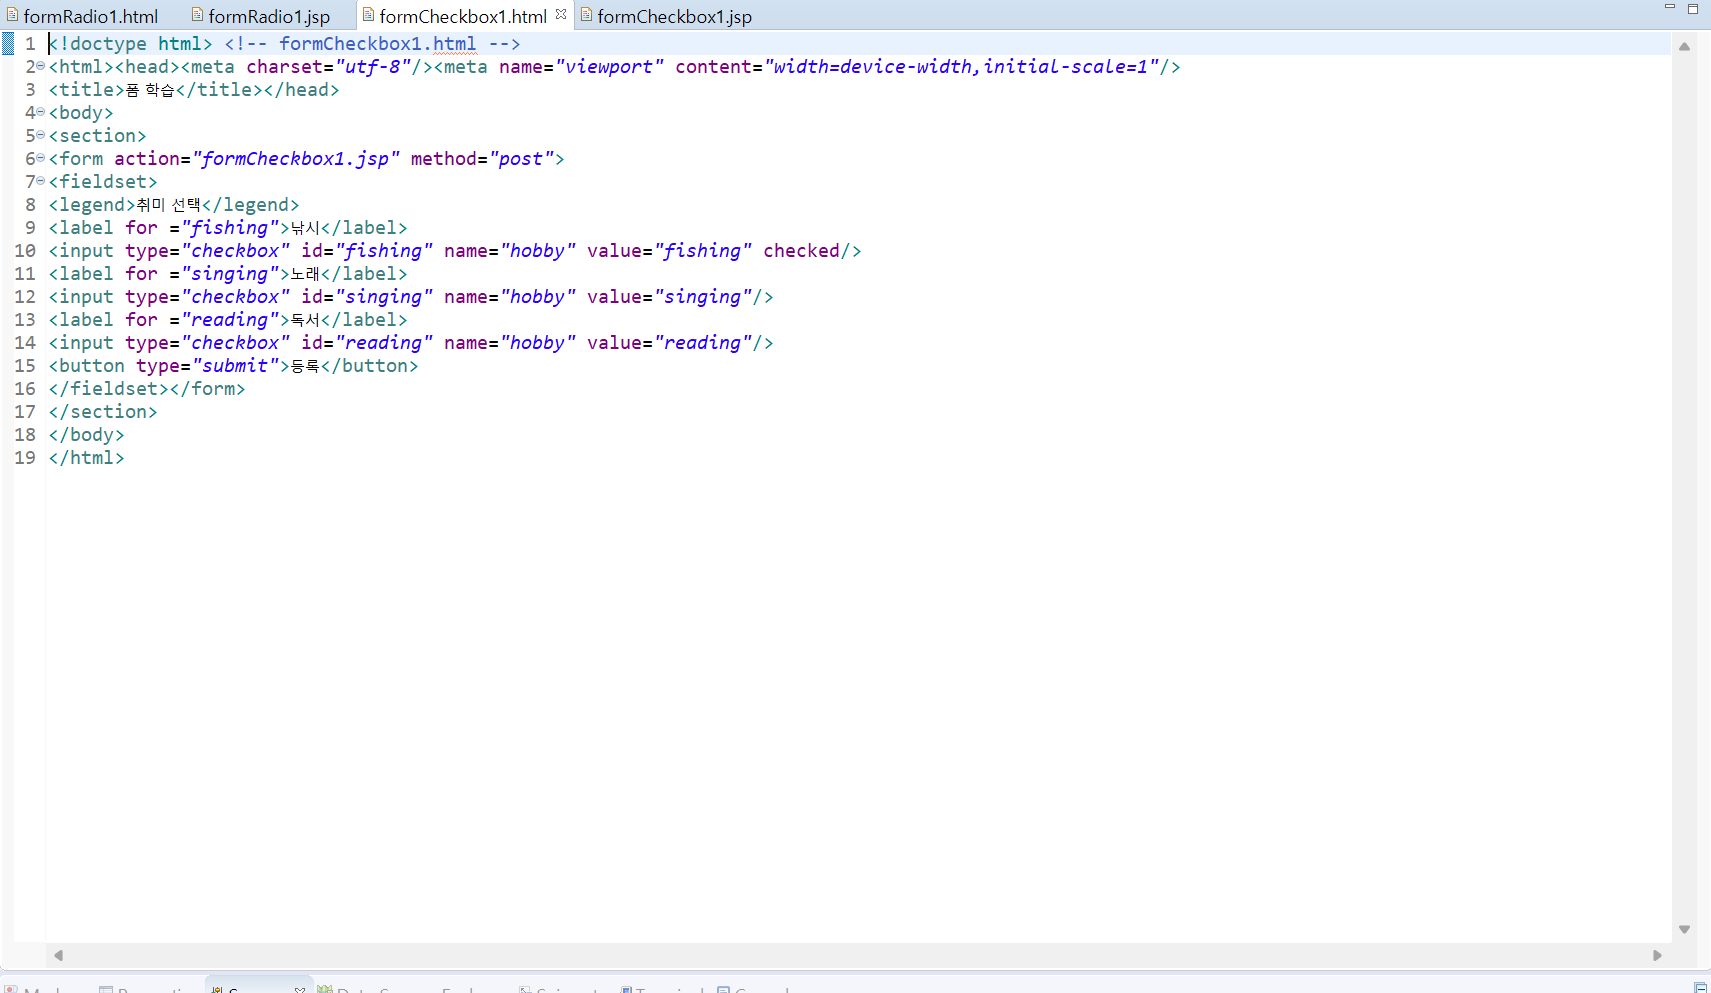 formRadio1.html formRadio1.jsp formCheckbox1.html formCheckbox1.jsp
1 <!doctype html> <!-- formCheckbox1.html -->
2 <html><head><meta charset="utf-8"/><meta name="viewport" content="width=device-width,initial-scale=1"/>
3 <title>폼 학습</title></head>
4 <body>
5 <section>
6 <form action="formCheckbox1.jsp" method="post">
7 <fieldset>
8 <legend>취미 선택</legend>
9 <label for ="fishing">낚시</label>
10 <input type="checkbox" id="fishing" name="hobby" value="fishing" checked/>
11 <label for ="singing">노래</label>
12 <input type="checkbox" id="singing" name="hobby" value="singing"/>
13 <label for ="reading">독서</label>
14 <input type="checkbox" id="reading" name="hobby" value="reading"/>
15 <button type="submit">등록</button>
16 </fieldset></form>
17 </section>
18 </body>
19 </html>